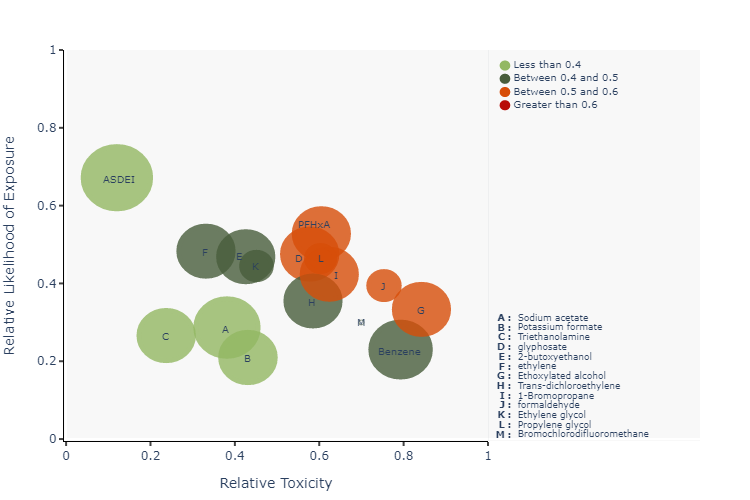 1
Less than 0.4
Between 0.4 and 0.5
Between 0.5 and 0.6
Greater than 0.6
0.8
ASDEI
0.6
PFHxA
F
E
D
L
K
I
0.4
J
H
G
M
A
C
B
Benzene
0.2
0
Relative Likelihood of Exposure
A : Sodium acetate
B : Potassium formate
C : Triethanolamine
D : glyphosate
E : 2-butoxyethanol
F : ethylene
G : Ethoxylated alcohol
H : Trans-dichloroethylene
I : 1-Bromopropane
J : formaldehyde
K : Ethylene glycol
L : Propylene glycol
M : Bromochlorodifluoromethane
0 0.2 0.4 0.6 0.8 1
Relative Toxicity